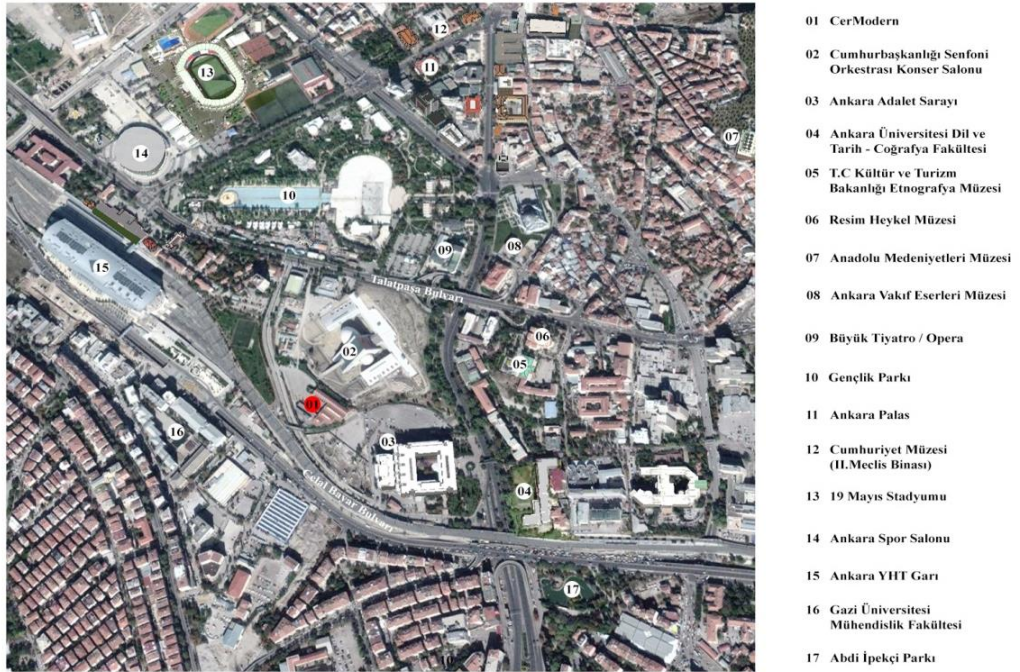 12
11
13
07
14
10
09
08
15
Talatpaşa Bulvarı
02
06
05
01
16
03
04
Celal Bayar Bulvarı
17
01 CerModern
02 Cumhurbaşkanlığı Senfoni
Orkestrası Konser Salonu
03 Ankara Adalet Sarayı
04 Ankara Üniversitesi Dil ve
Tarih - Coğrafya Fakültesi
05 T.C Kültür ve Turizm
Bakanlığı Etnografya Müzesi
06 Resim Heykel Müzesi
07 Anadolu Medeniyetleri Müzesi
08 Ankara Vakıf Eserleri Müzesi
09 Büyük Tiyatro / Opera
10 Gençlik Parkı
11 Ankara Palas
12 Cumhuriyet Müzesi
(II.Meclis Binası)
13 19 Mayıs Stadyumu
14 Ankara Spor Salonu
15 Ankara YHT Garı
16 Gazi Üniversitesi
Mühendislik Fakültesi
17 Abdi İpekçi Parkı